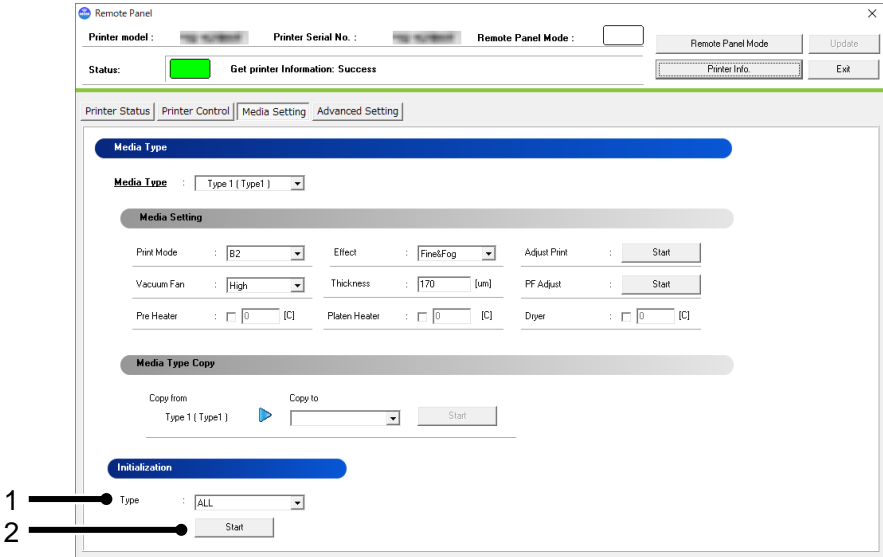 Remote Panel
Printer model : Printer Serial No. : Remote Panel Mode : Remote Panel Mode Update
Status: Get printer Information: Success Printer Info. Exit
Printer Status Printer Control Media Setting Advanced Setting
Media Type
Media Type : Type 1 ( Type1 )
Media Setting
Print Mode : B2 Effect : Fine&Fog Adjust Print : Start
Vacuum Fan : High Thickness : 170 [um] PF Adjust : Start
Pre Heater : 0 [C] Platen Heater : 0 [C] Dryer : 0 [C]
Media Type Copy
Copy from Copy to
Type 1 ( Type1 ) Start
Initialization
1 Type : ALL
2 Start